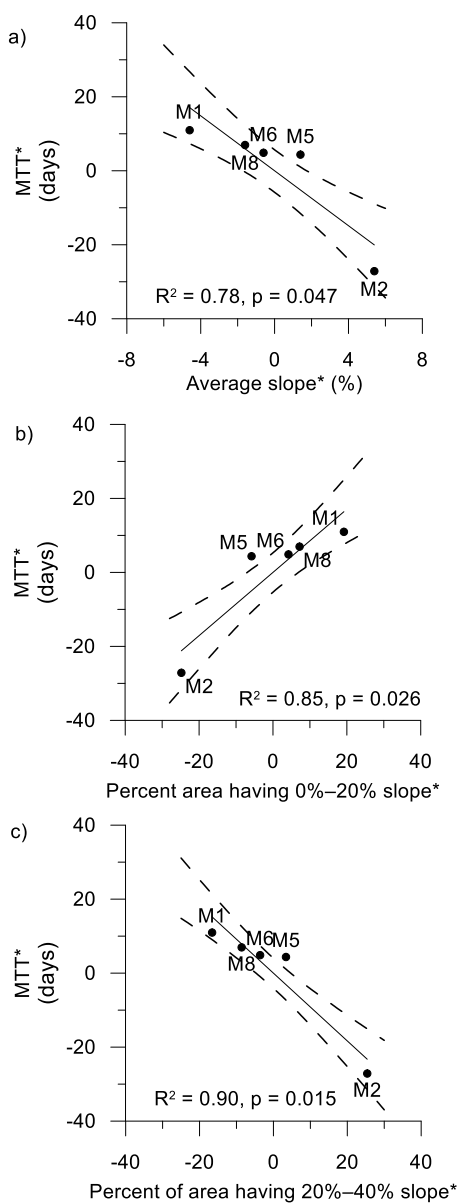 a)
40
20
0
-20
-40
MTT*
(days)
M1
M6
M5
M8
M2
R² = 0.78, p = 0.047
-8
-4
0
4
8
Average slope* (%)
b)
40
20
0
-20
-40
MTT*
(days)
M1
M5
M6
M8
M2
R² = 0.85, p = 0.026
-40
-20
0
20
40
Percent area having 0%–20% slope*
c)
40
20
0
-20
-40
MTT*
(days)
M1
M6
M5
M8
M2
R² = 0.90, p = 0.015
-40
-20
0
20
40
Percent of area having 20%–40% slope*